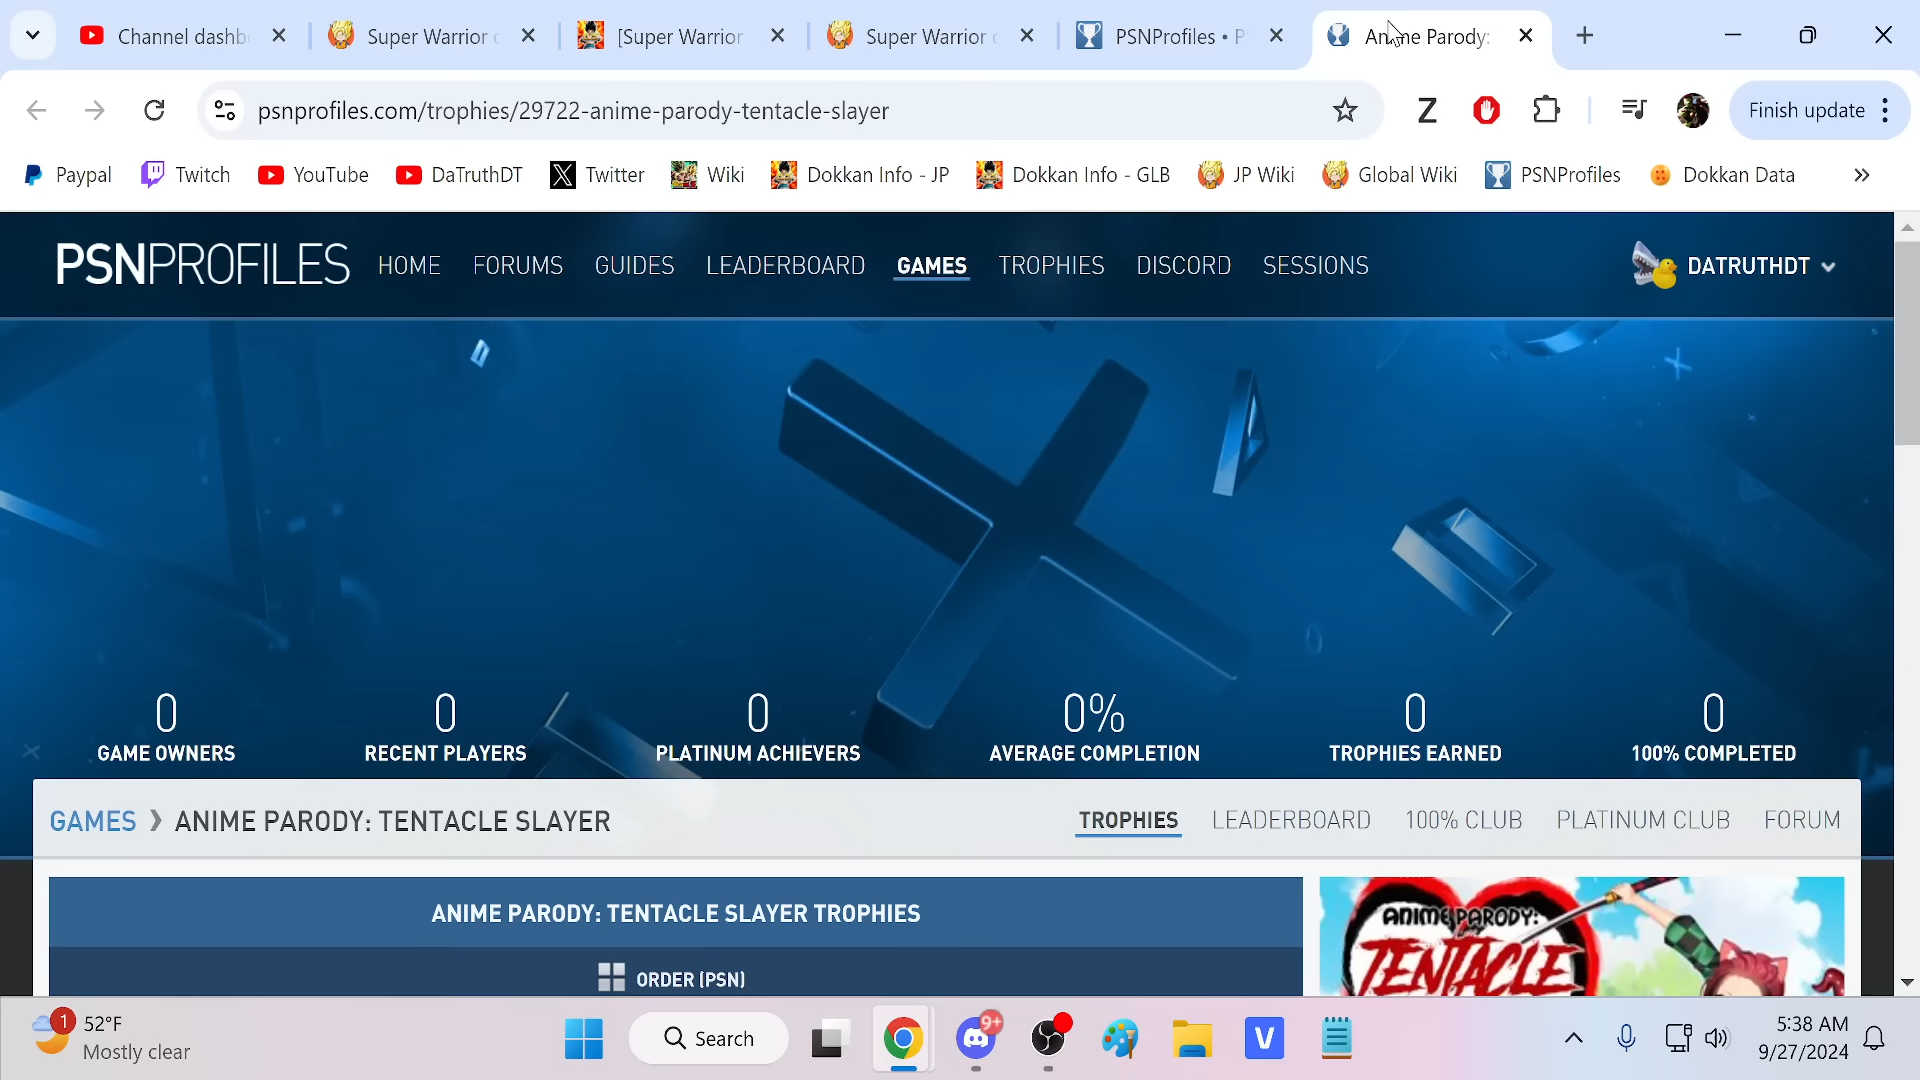 Channel dashb
Super Warrior
[Super Warrior
Super Warrior
PSNProfiles • P
Anime Parody:
psnprofiles.com/trophies/29722-anime-parody-tentacle-slayer
Z
Finish update
Paypal
Twitch
YouTube
DaTruthDT
Twitter
Wiki
Dokkan Info - JP
Dokkan Info - GLB
JP Wiki
Global Wiki
PSNProfiles
Dokkan Data
PSNPROFILES
HOME
FORUMS
GUIDES
LEADERBOARD
GAMES
TROPHIES
DISCORD
SESSIONS
DATRUTHDT
0
GAME OWNERS
0
RECENT PLAYERS
0
PLATINUM ACHIEVERS
0%
AVERAGE COMPLETION
0
TROPHIES EARNED
0
100% COMPLETED
GAMES › ANIME PARODY: TENTACLE SLAYER
TROPHIES
LEADERBOARD
100% CLUB
PLATINUM CLUB
FORUM
ANIME PARODY: TENTACLE SLAYER TROPHIES
ORDER (PSN)
ANIME PARODY:
TENTACLE
1
52°F
Mostly clear
Search
9+
V
5:38 AM
9/27/2024